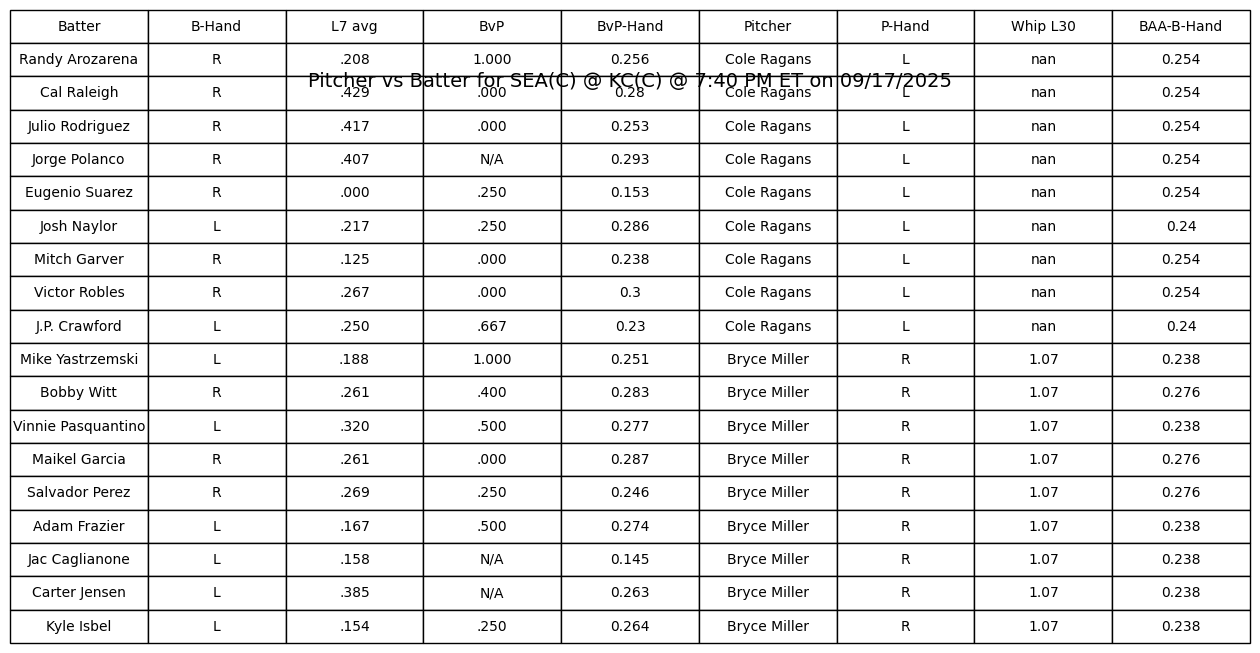 Batter B-Hand L7 avg BvP BvP-Hand Pitcher P-Hand Whip L30 BAA-B-Hand
Randy Arozarena R .208 1.000 0.256 Cole Ragans L nan 0.254
Pitcher vs Batter for SEA(C) @ KC(C) @ 7:40 PM ET on 09/17/2025
Cal Raleigh R .429 .000 0.28 Cole Ragans L nan 0.254
Julio Rodriguez R .417 .000 0.253 Cole Ragans L nan 0.254
Jorge Polanco R .407 N/A 0.293 Cole Ragans L nan 0.254
Eugenio Suarez R .000 .250 0.153 Cole Ragans L nan 0.254
Josh Naylor L .217 .250 0.286 Cole Ragans L nan 0.24
Mitch Garver R .125 .000 0.238 Cole Ragans L nan 0.254
Victor Robles R .267 .000 0.3 Cole Ragans L nan 0.254
J.P. Crawford L .250 .667 0.23 Cole Ragans L nan 0.24
Mike Yastrzemski L .188 1.000 0.251 Bryce Miller R 1.07 0.238
Bobby Witt R .261 .400 0.283 Bryce Miller R 1.07 0.276
Vinnie Pasquantino L .320 .500 0.277 Bryce Miller R 1.07 0.238
Maikel Garcia R .261 .000 0.287 Bryce Miller R 1.07 0.276
Salvador Perez R .269 .250 0.246 Bryce Miller R 1.07 0.276
Adam Frazier L .167 .500 0.274 Bryce Miller R 1.07 0.238
Jac Caglianone L .158 N/A 0.145 Bryce Miller R 1.07 0.238
Carter Jensen L .385 N/A 0.263 Bryce Miller R 1.07 0.238
Kyle Isbel L .154 .250 0.264 Bryce Miller R 1.07 0.238